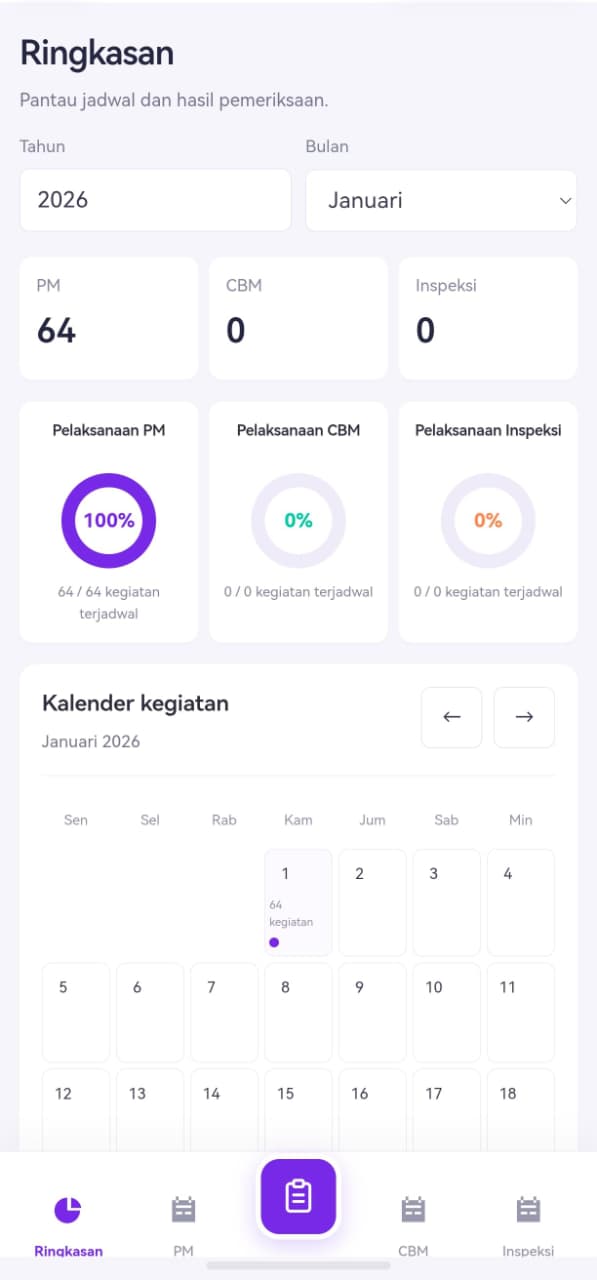 Ringkasan
Pantau jadwal dan hasil pemeriksaan.
Tahun Bulan
2026 Januari
PM CBM Inspeksi
64 0 0
Pelaksanaan PM Pelaksanaan CBM Pelaksanaan Inspeksi
100% 0% 0%
64 / 64 kegiatan terjadwal
0 / 0 kegiatan terjadwal
0 / 0 kegiatan terjadwal
Kalender kegiatan
Januari 2026
← →
Sen Sel Rab Kam Jum Sab Min
1 2 3 4
64
kegiatan
5 6 7 8 9 10 11
12 13 14 15 16 17 18
Ringkasan PM CBM Inspeksi